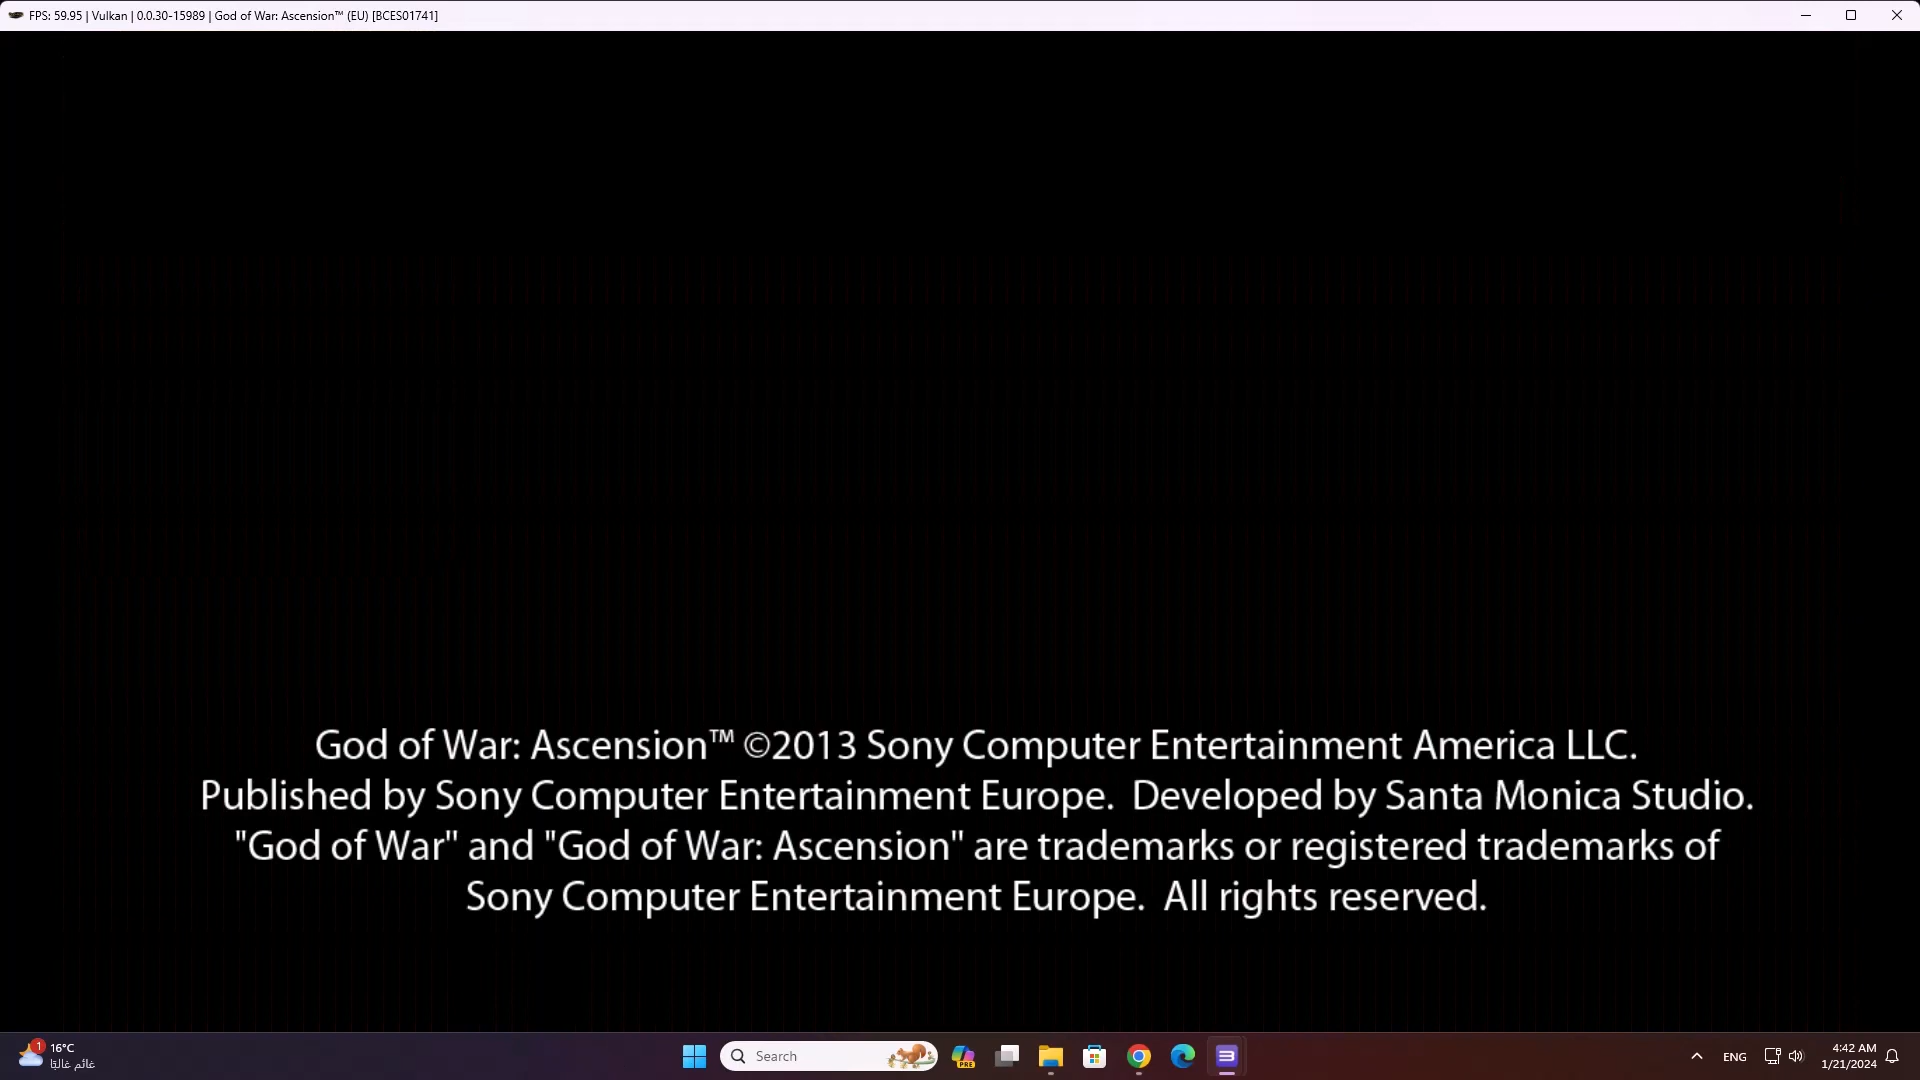 FPS: 59.95 | Vulkan | 0.0.30-15989 | God of War: Ascension™ (EU) [BCES01741]
God of War: Ascension™ ©2013 Sony Computer Entertainment America LLC.
Published by Sony Computer Entertainment Europe.  Developed by Santa Monica Studio.
"God of War" and "God of War: Ascension" are trademarks or registered trademarks of
Sony Computer Entertainment Europe.  All rights reserved.
1
16°C
غائم غالبًا
Search
PRE
ENG
4:42 AM
1/21/2024